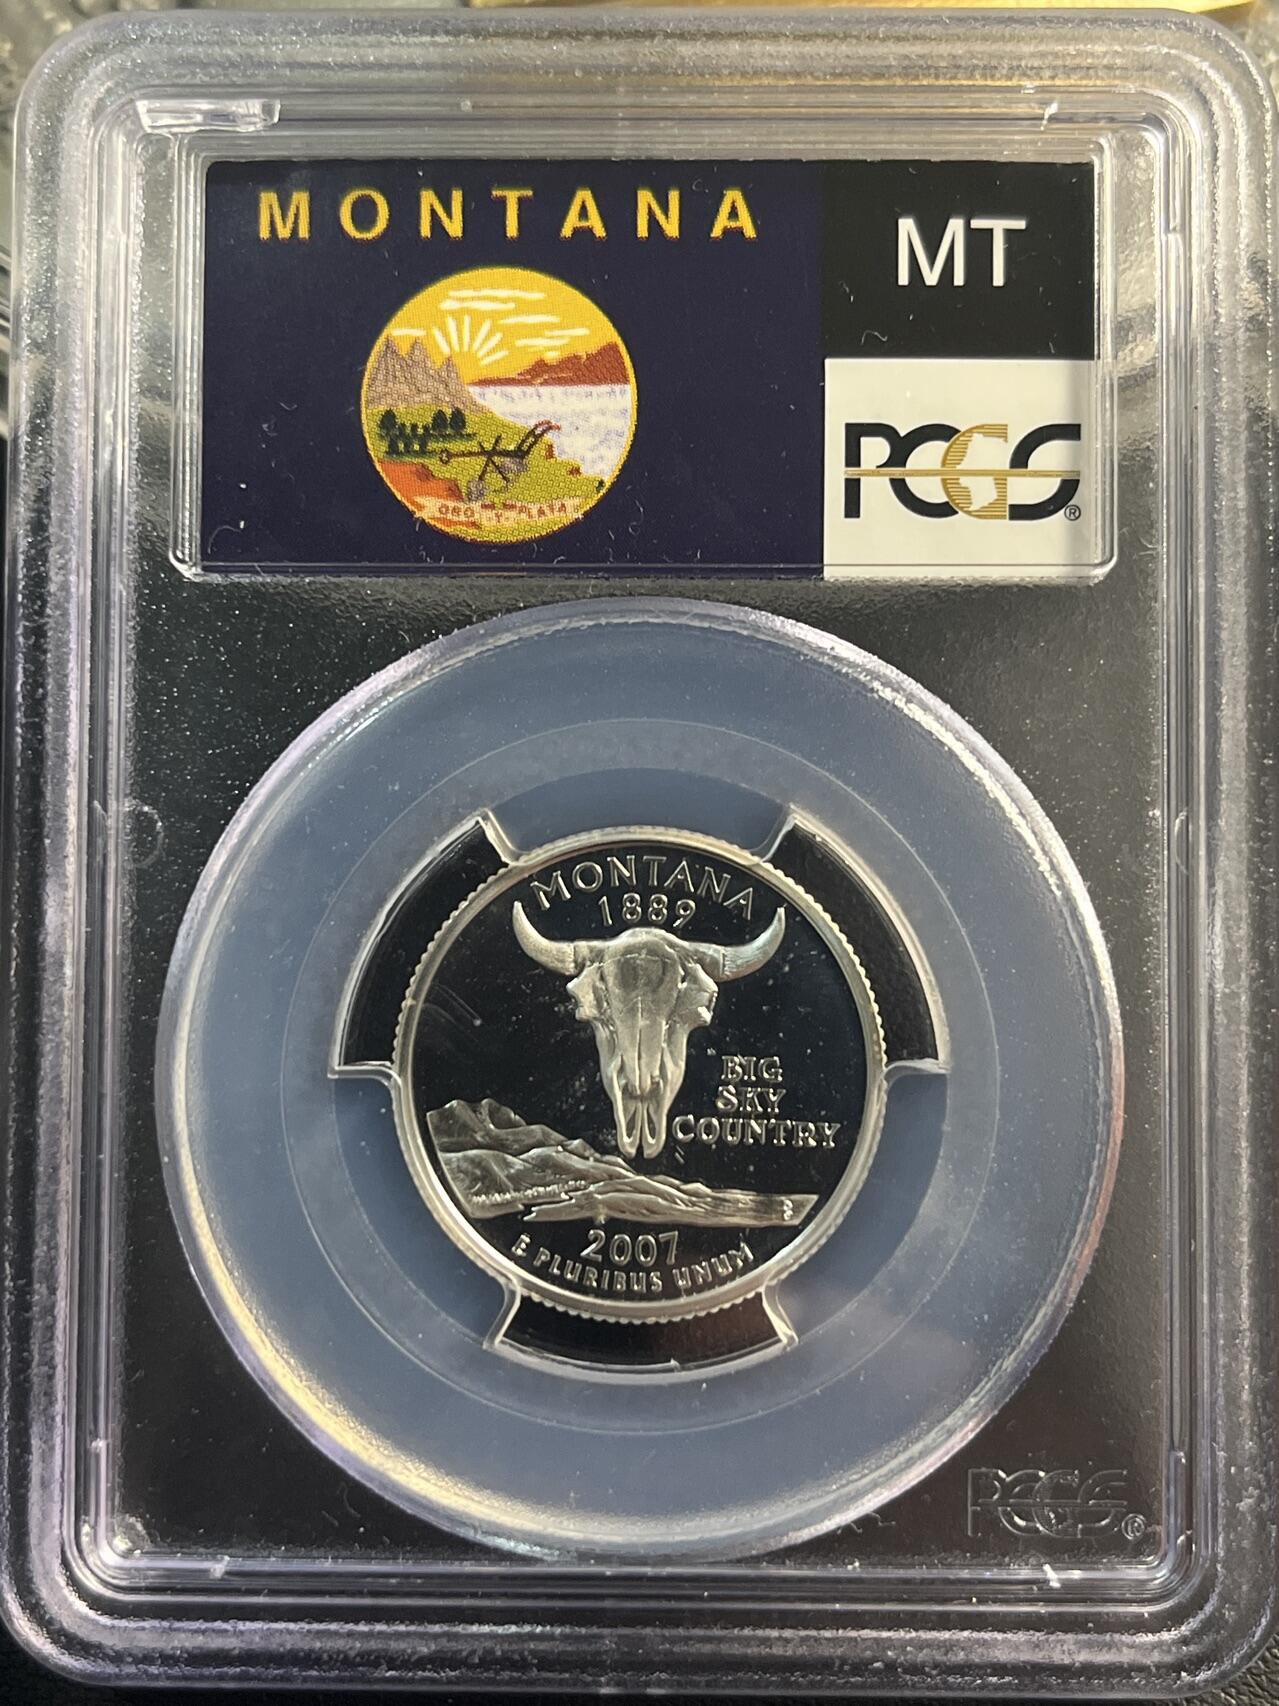 MONTANA
MT
ORO Y PLATA
PCGS®
MONTANA
1889
BIG
SKY
COUNTRY
2007
E PLURIBUS UNUM
PCGS®